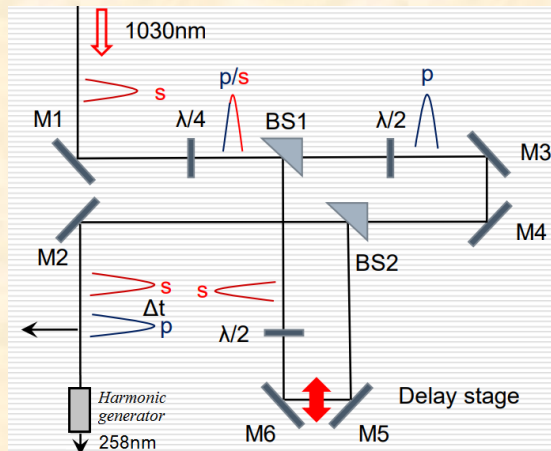 1030nm
s
p/s
p
M1
λ/4
BS1
λ/2
M3
M2
BS2
M4
s
s
Δt
p
λ/2
Harmonic
generator
Delay stage
258nm
M6
M5